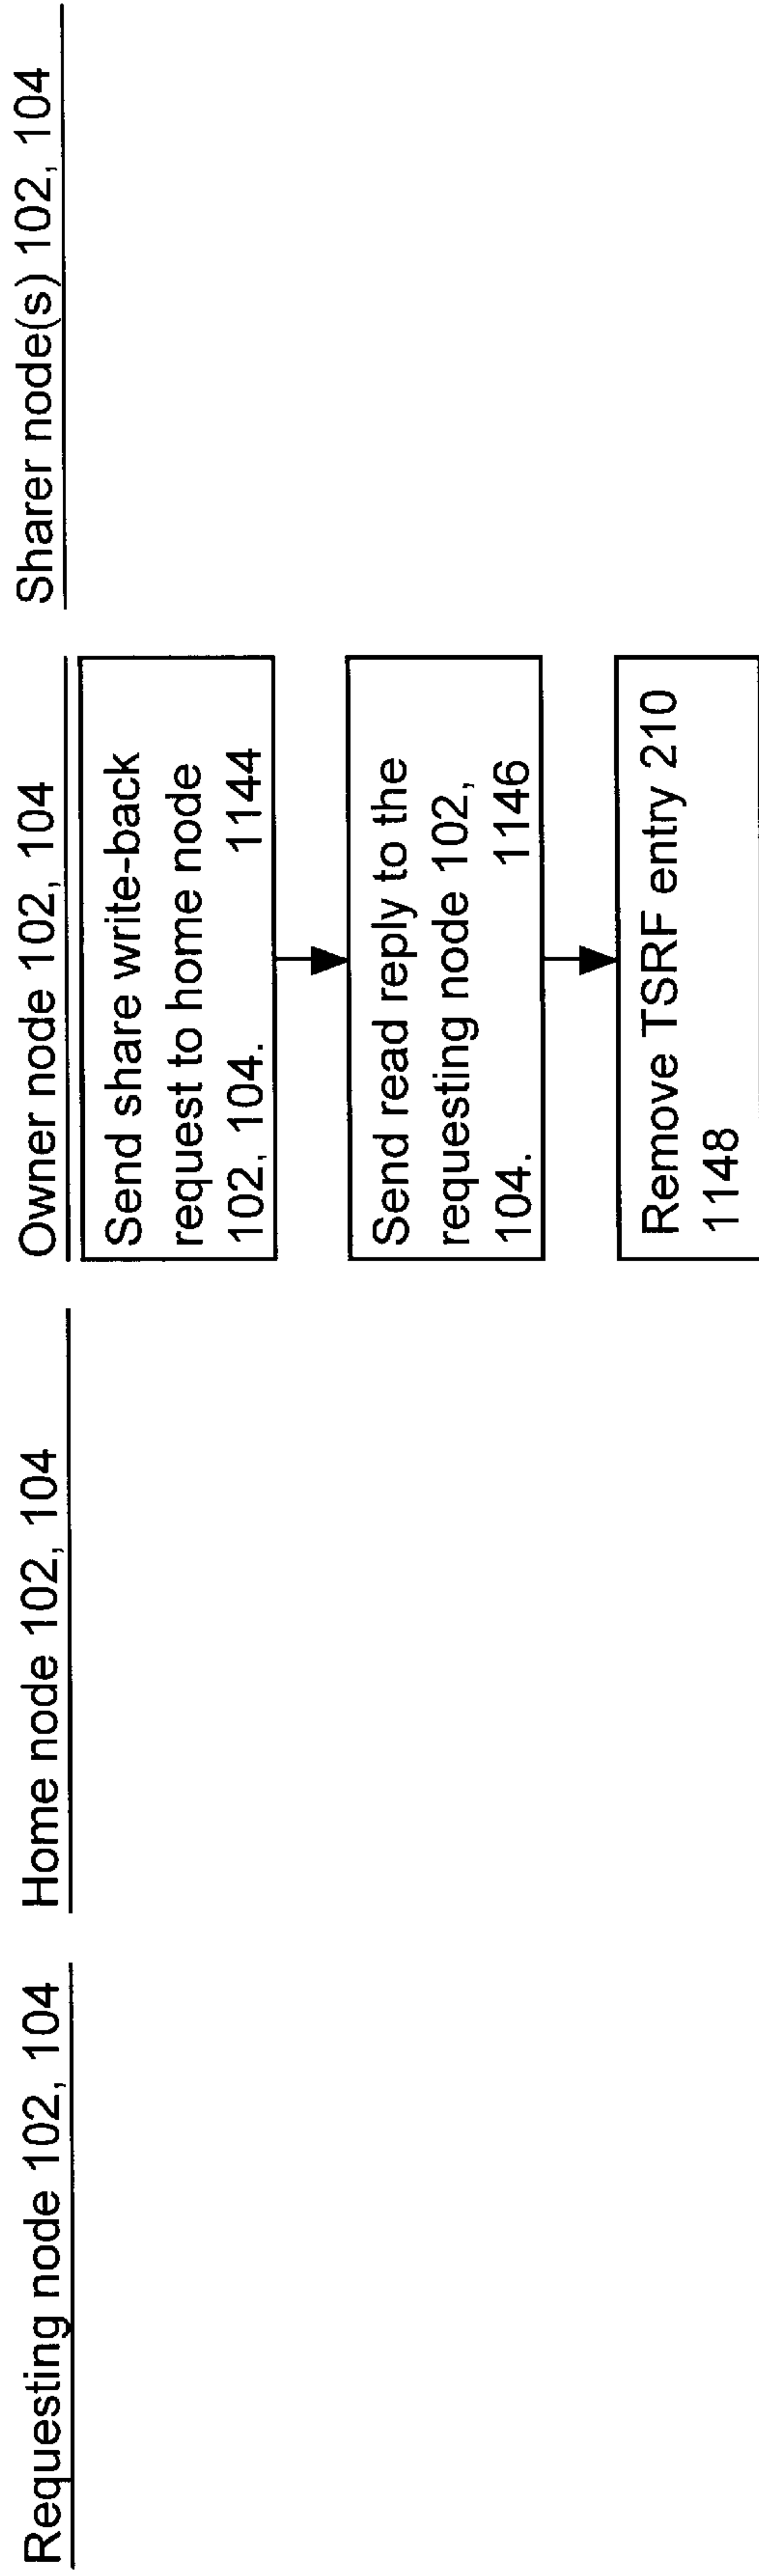 Requesting node 102, 104
Home node 102, 104
Owner node 102, 104
Sharer node(s) 102, 104
Send share write-back
request to home node
102, 104. 1144
Send read reply to the
requesting node 102,
104. 1146
Remove TSRF entry 210
1148